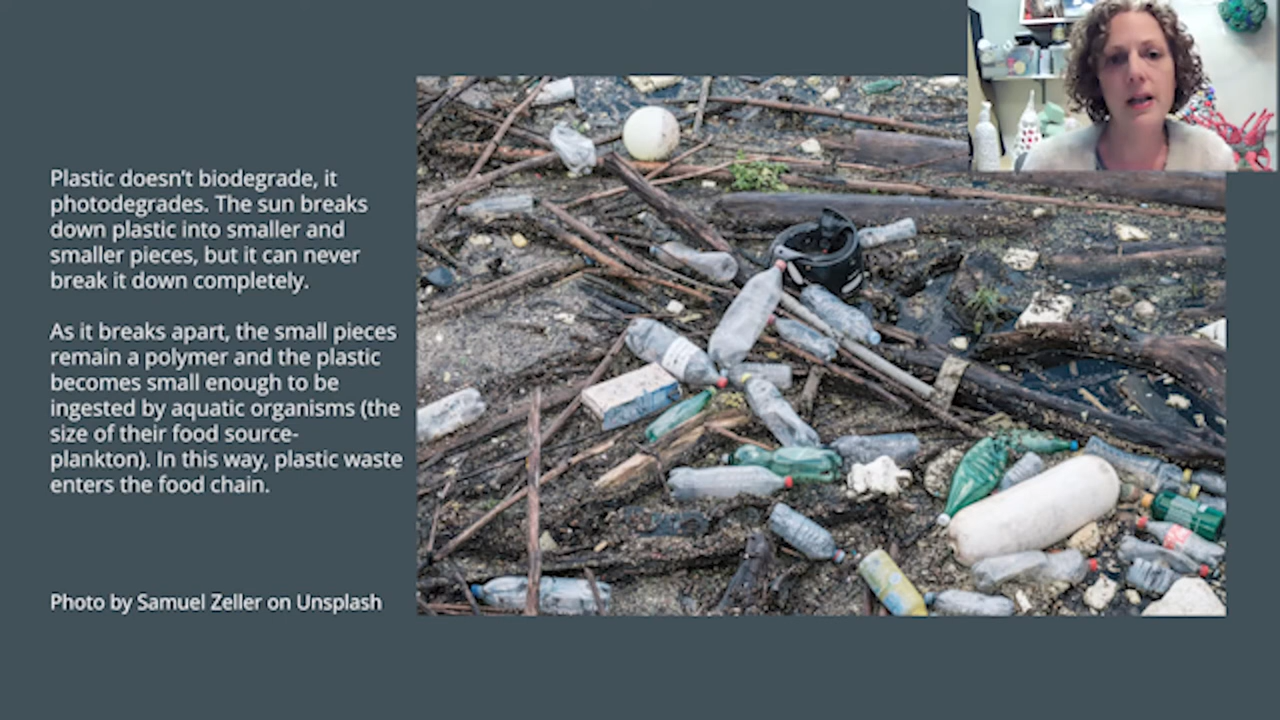 Plastic doesn't biodegrade, it
photodegrades. The sun breaks
down plastic into smaller and
smaller pieces, but it can never
break it down completely.
As it breaks apart, the small pieces
remain a polymer and the plastic
becomes small enough to be
ingested by aquatic organisms (the
size of their food source-
plankton). In this way, plastic waste
enters the food chain.
Photo by Samuel Zeller on Unsplash